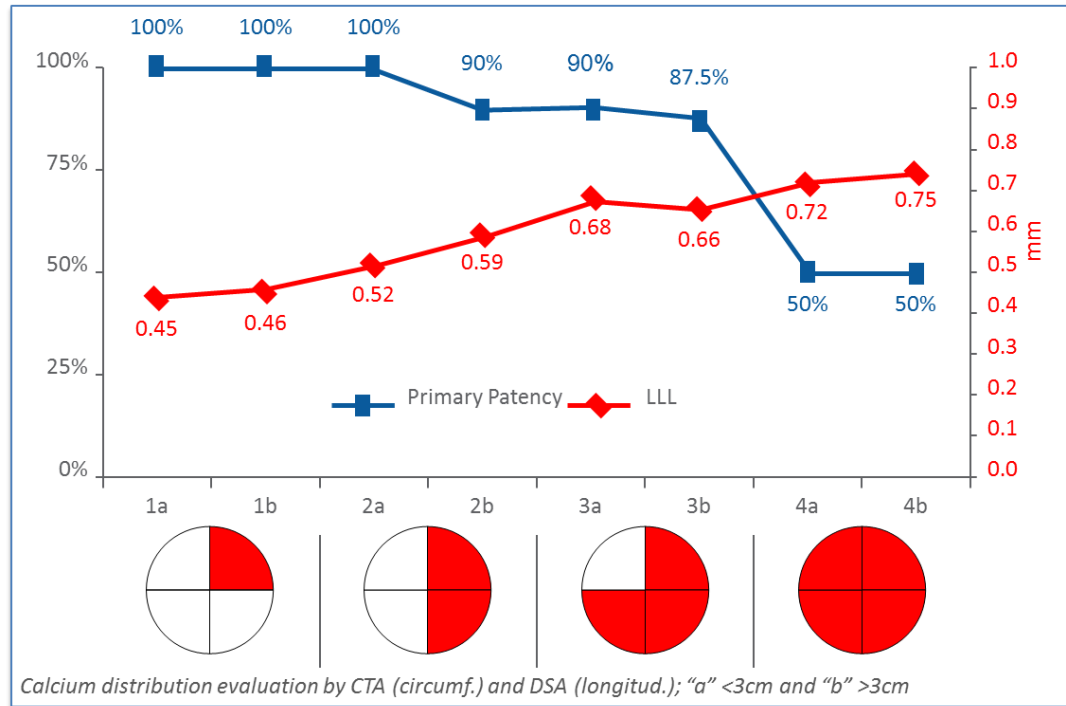 100% 100% 100%
90% 90% 87.5%
100% 1.0
0.9
0.8
75% 0.7
0.72 0.75
0.68 0.66 0.6
0.59
mm
50% 0.52 0.5
50% 50%
0.45 0.46 0.4
0.3
25%
0.2
Primary Patency LLL
0.1
0% 0.0
1a 1b 2a 2b 3a 3b 4a 4b
Calcium distribution evaluation by CTA (circumf.) and DSA (longitud.); “a” <3cm and “b” >3cm